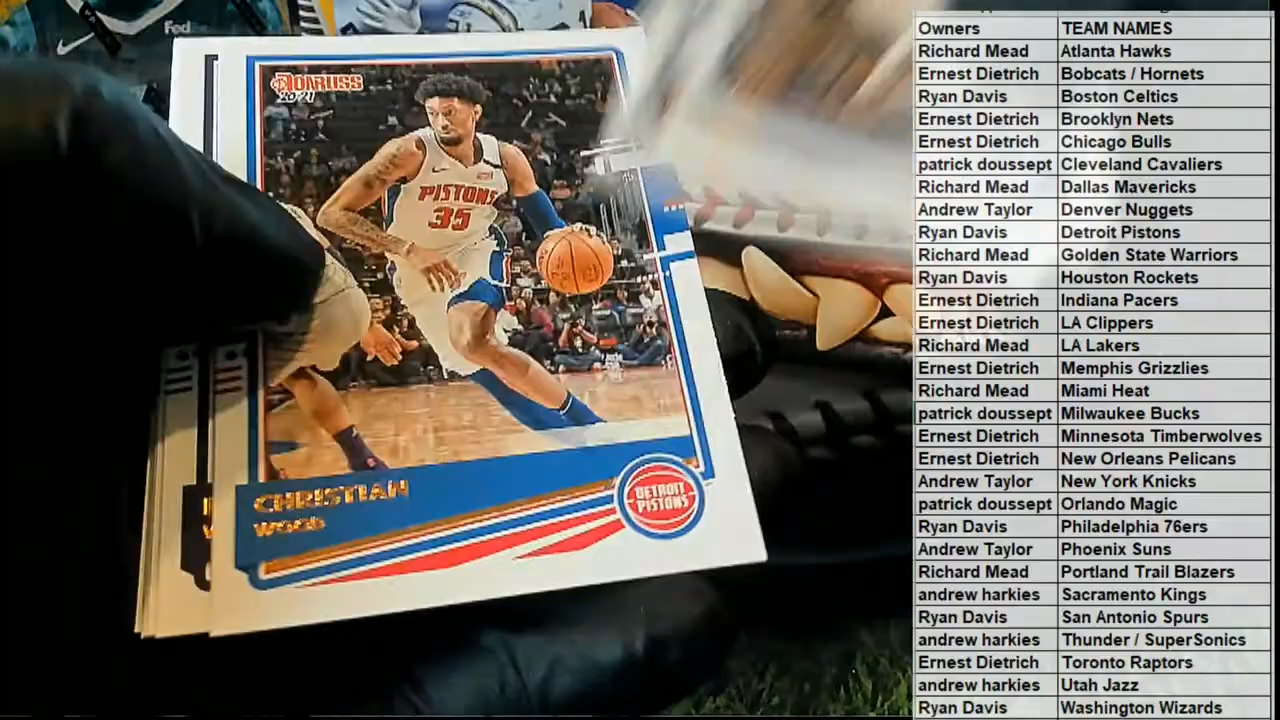 Fed
DONRUSS
20-21
PISTONS
35
CHRISTIAN
WOOD
DETROIT
PISTONS
Owners TEAM NAMES
Richard Mead Atlanta Hawks
Ernest Dietrich Bobcats / Hornets
Ryan Davis Boston Celtics
Ernest Dietrich Brooklyn Nets
Ernest Dietrich Chicago Bulls
patrick doussept Cleveland Cavaliers
Richard Mead Dallas Mavericks
Andrew Taylor Denver Nuggets
Ryan Davis Detroit Pistons
Richard Mead Golden State Warriors
Ryan Davis Houston Rockets
Ernest Dietrich Indiana Pacers
Ernest Dietrich LA Clippers
Richard Mead LA Lakers
Ernest Dietrich Memphis Grizzlies
Richard Mead Miami Heat
patrick doussept Milwaukee Bucks
Ernest Dietrich Minnesota Timberwolves
Ernest Dietrich New Orleans Pelicans
Andrew Taylor New York Knicks
patrick doussept Orlando Magic
Ryan Davis Philadelphia 76ers
Andrew Taylor Phoenix Suns
Richard Mead Portland Trail Blazers
andrew harkies Sacramento Kings
Ryan Davis San Antonio Spurs
andrew harkies Thunder / SuperSonics
Ernest Dietrich Toronto Raptors
andrew harkies Utah Jazz
Ryan Davis Washington Wizards